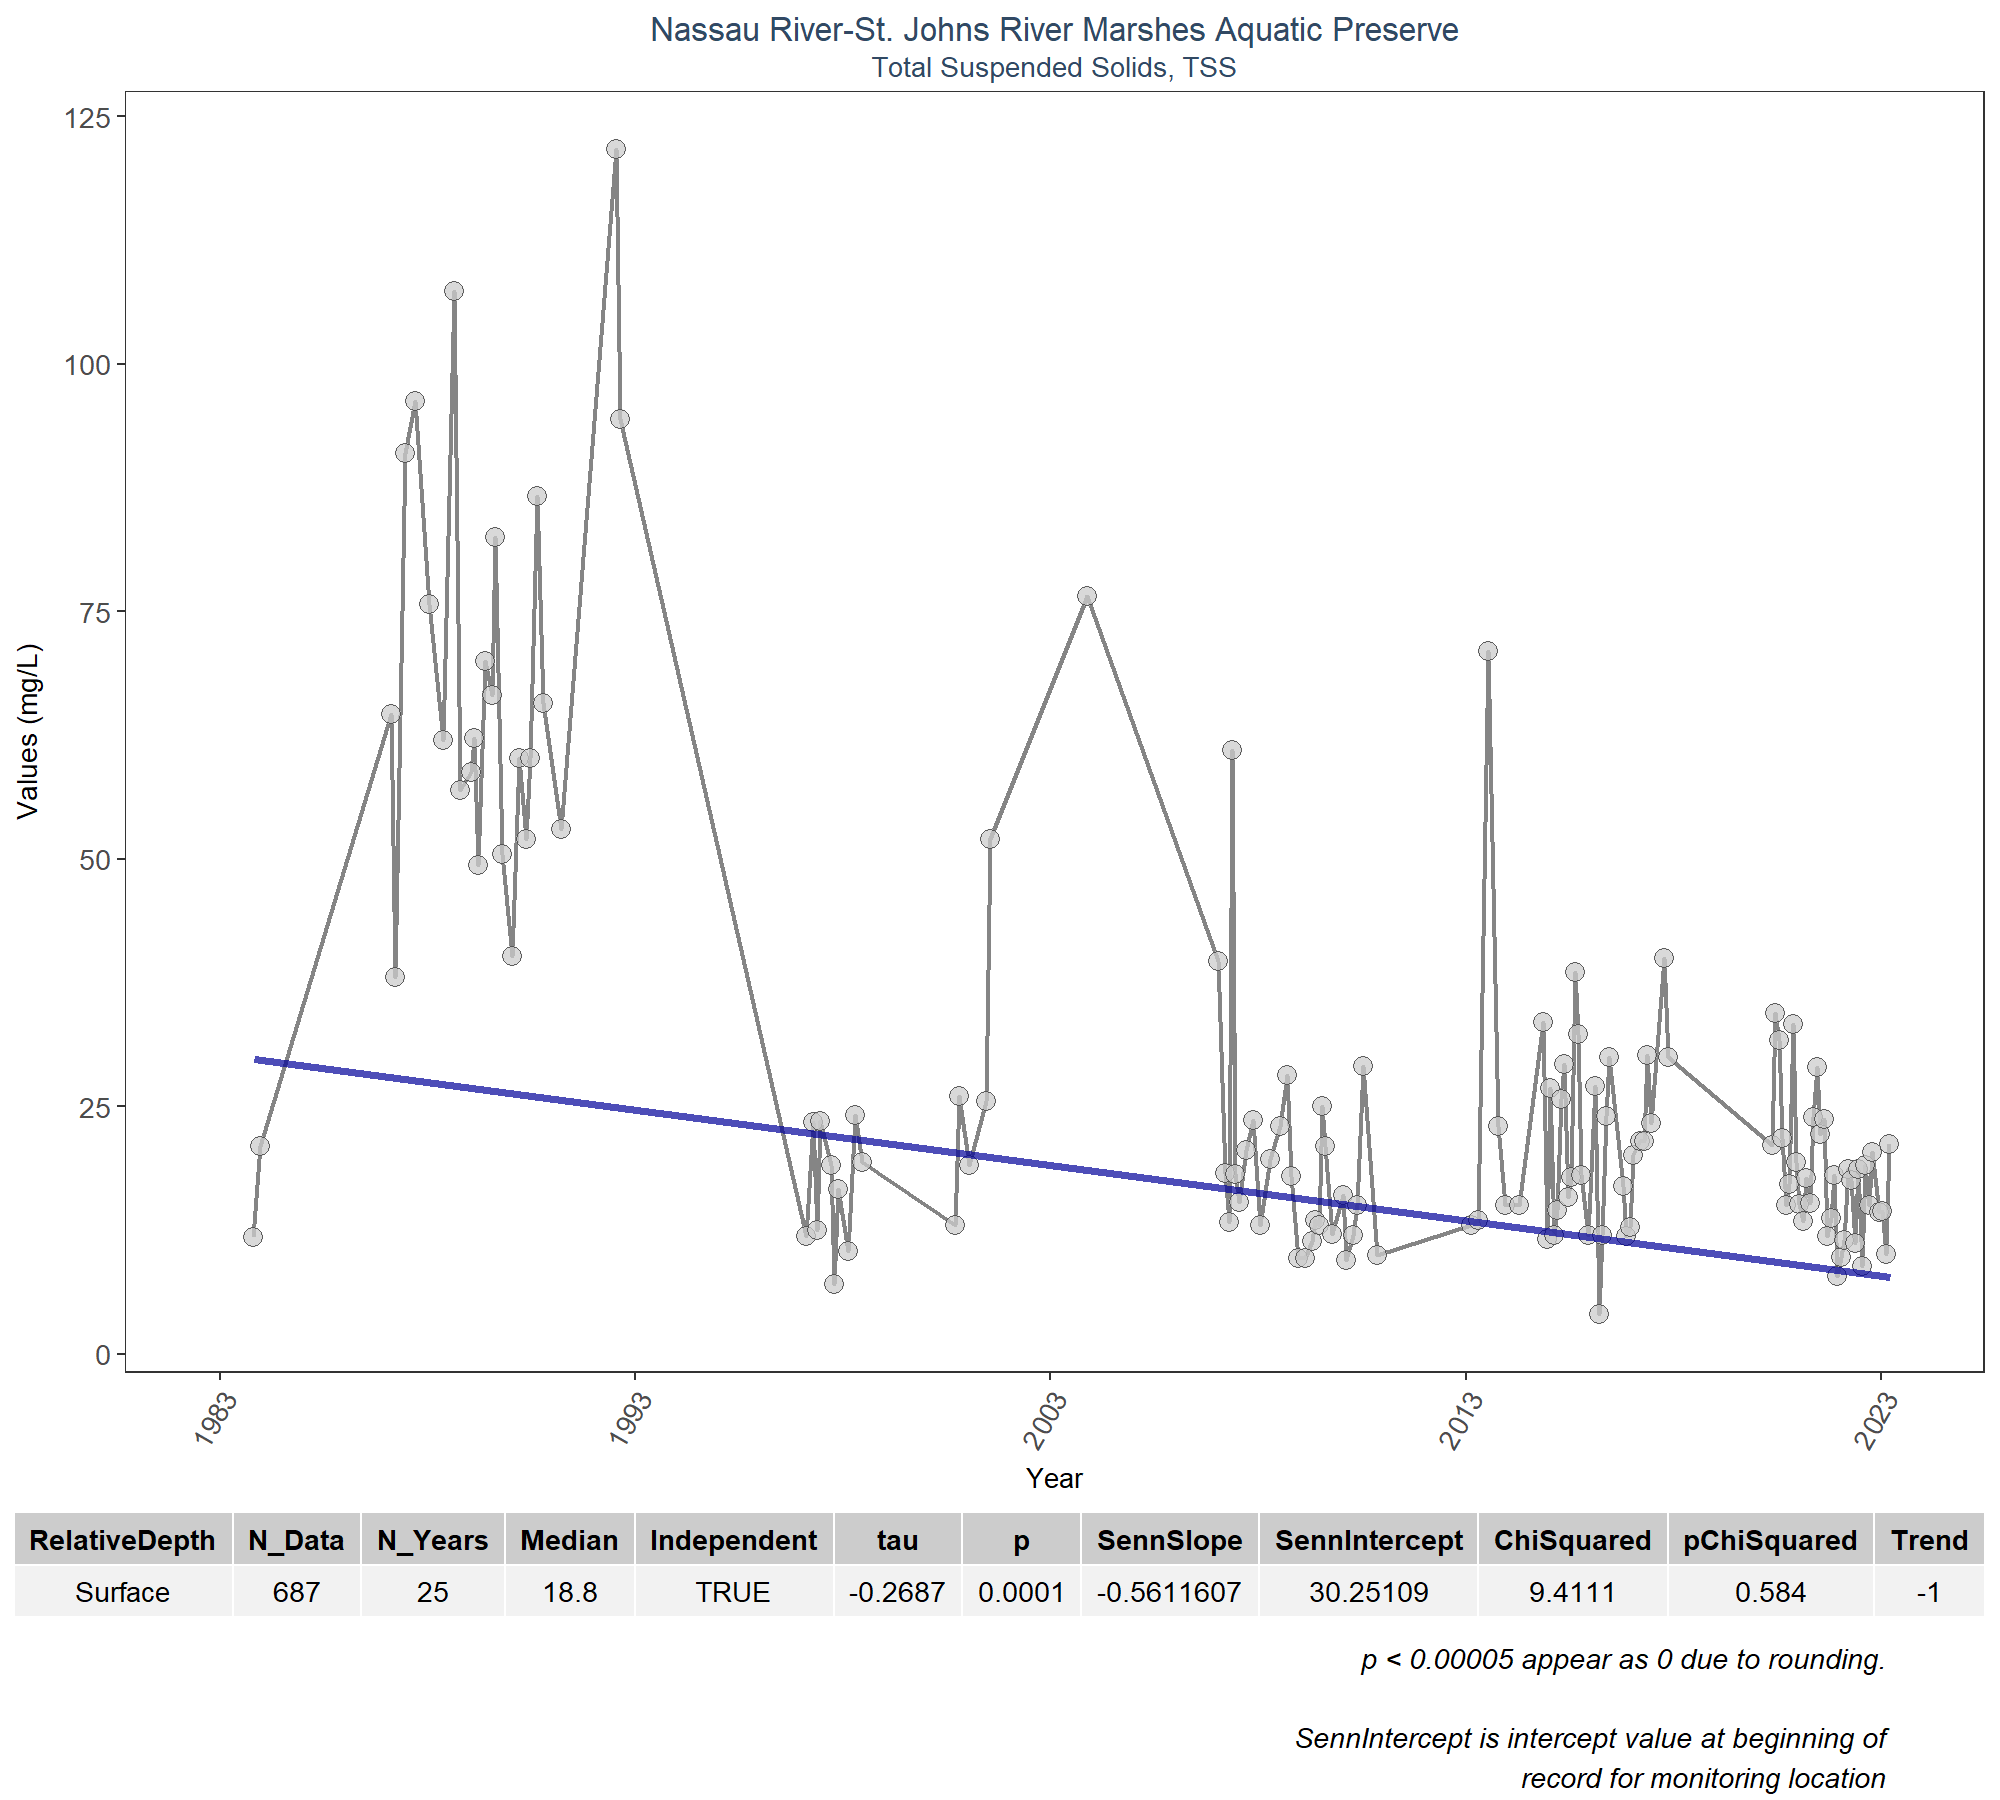 Nassau River-St. Johns River Marshes Aquatic Preserve
Total Suspended Solids, TSS
125
100
75
50
25
0
Values (mg/L)
1983
1993
2003
2013
2023
Year
RelativeDepth N_Data N_Years Median Independent tau p SennSlope SennIntercept ChiSquared pChiSquared Trend
Surface 687 25 18.8 TRUE -0.2687 0.0001 -0.5611607 30.25109 9.4111 0.584 -1
p < 0.00005 appear as 0 due to rounding.
SennIntercept is intercept value at beginning of
record for monitoring location